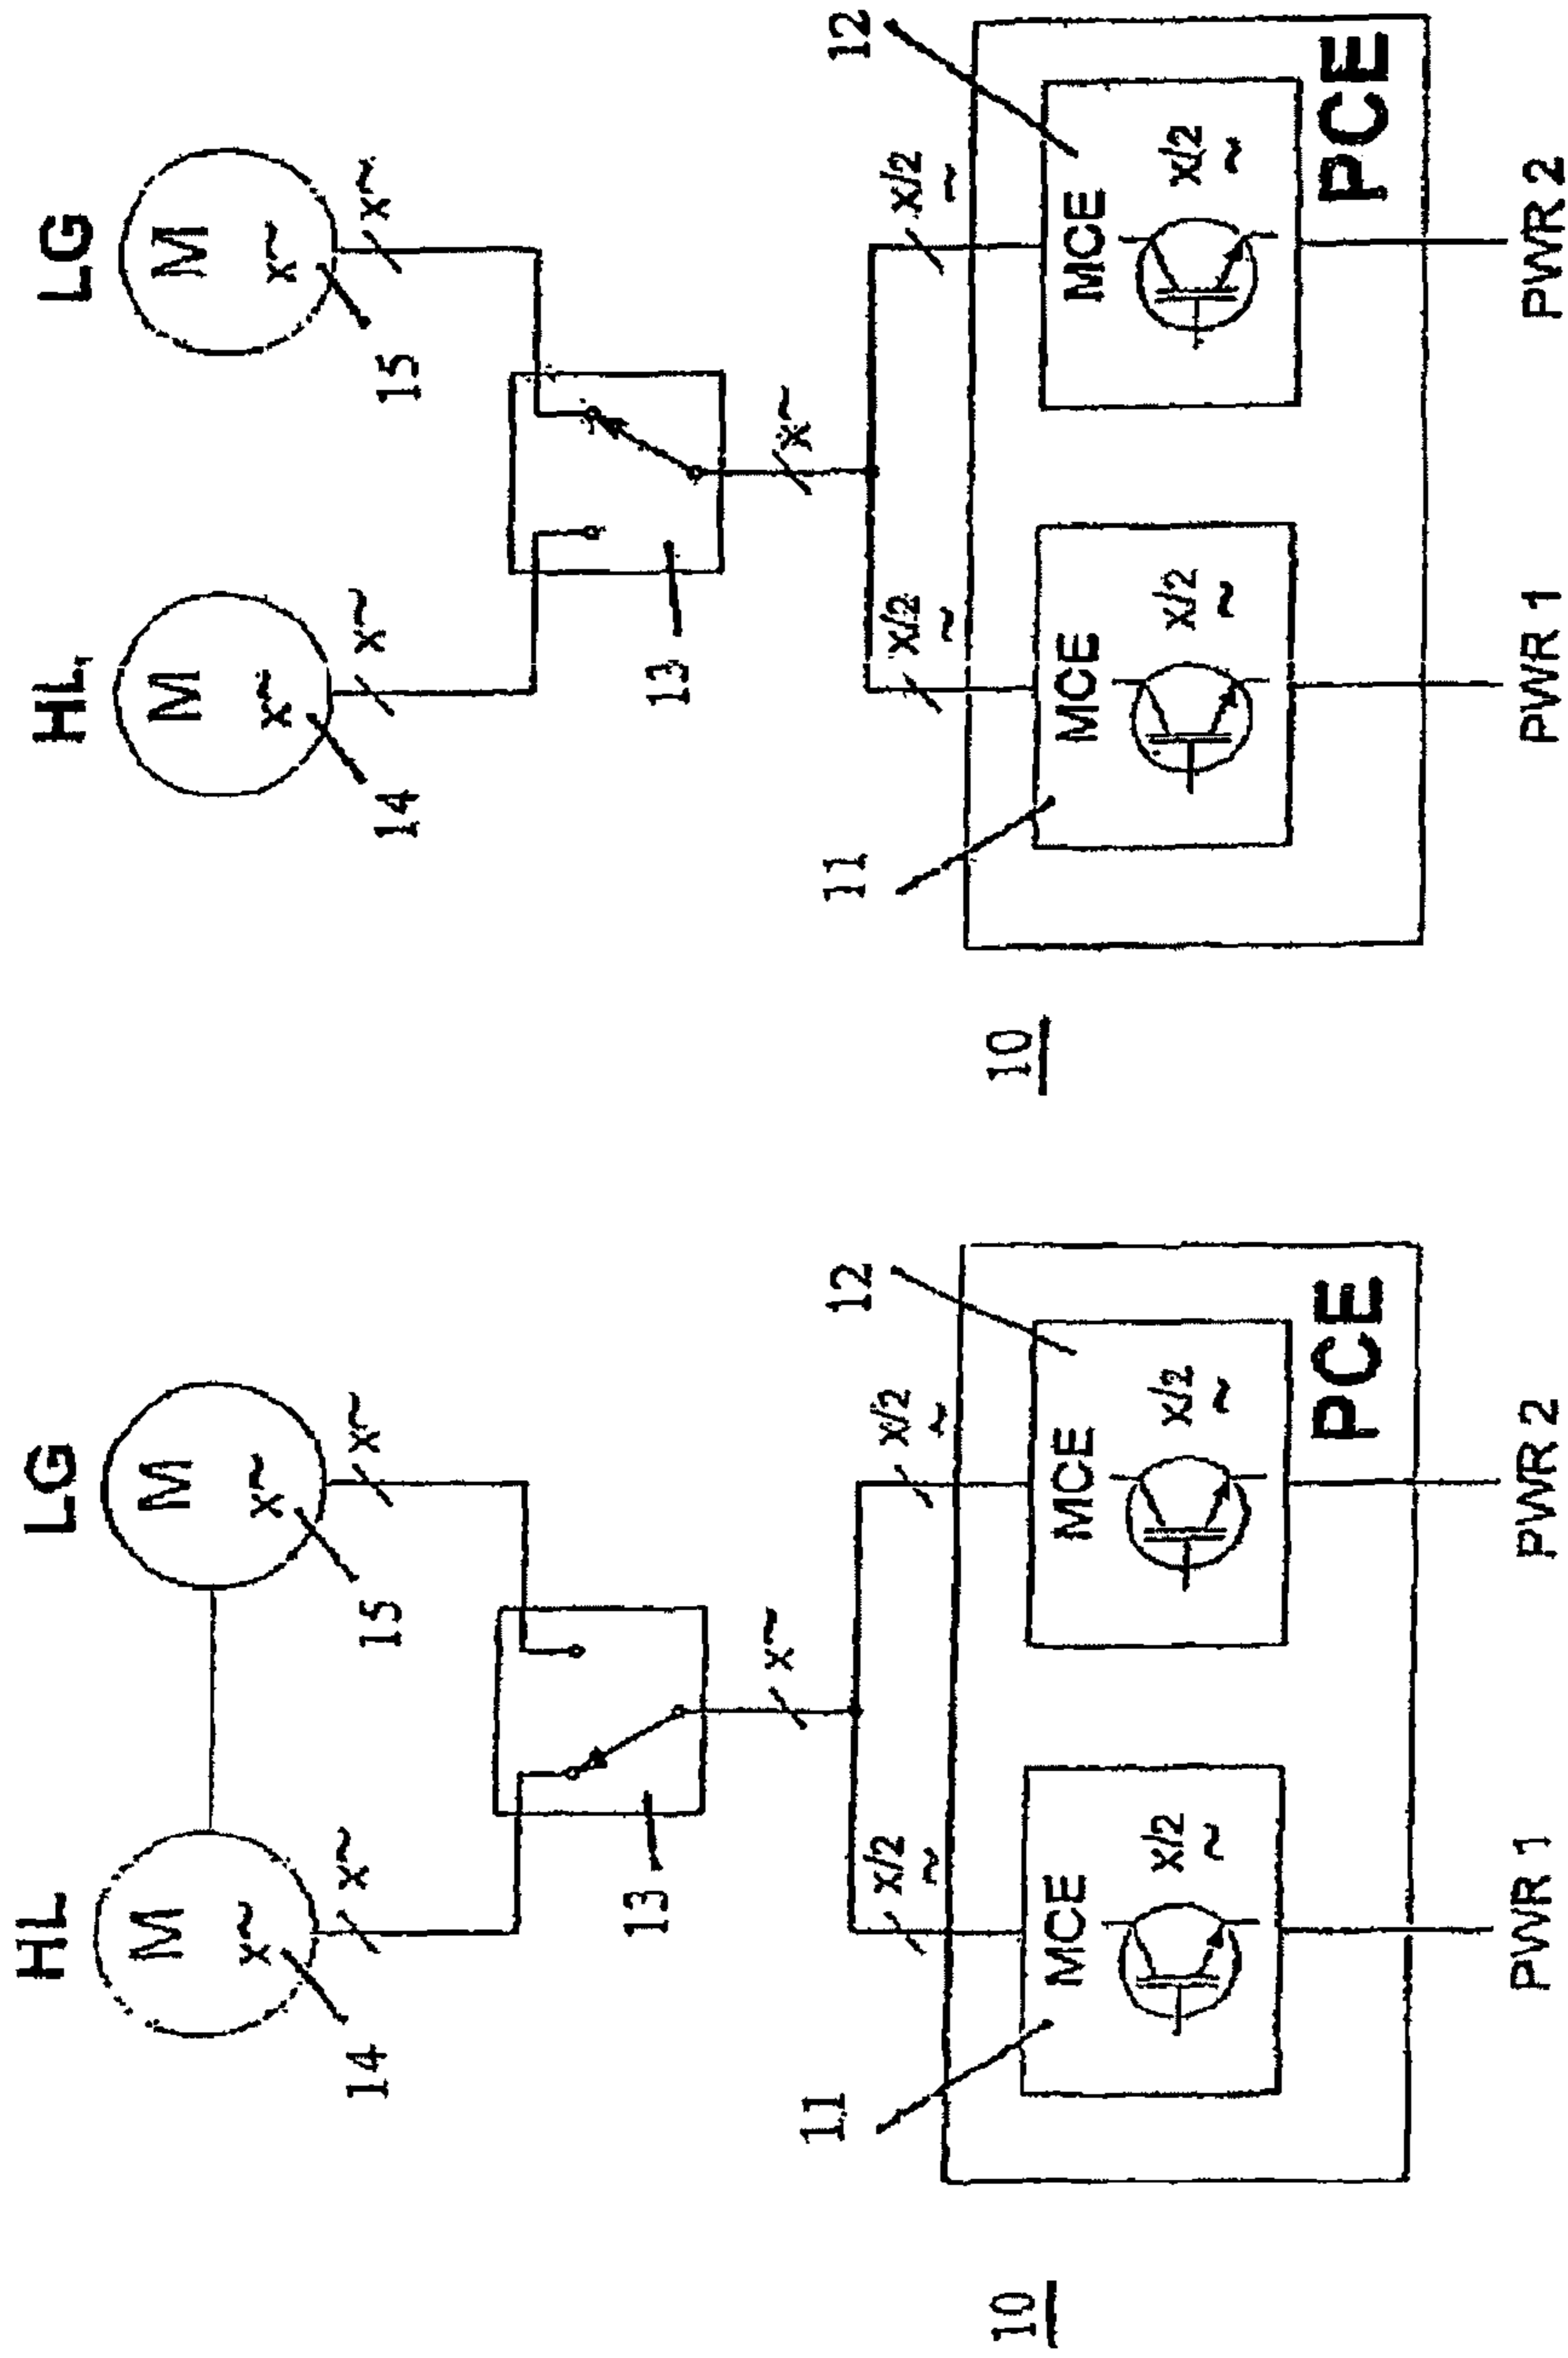 HL
LG
M
x~
M
x~
14
x~
15
x~
13
x~
x/2
~
x/2
~
11
12
MCE
x/2
~
MCE
x/2
~
PCE
PWR 1
PWR 2
10
HL
LG
M
x~
M
x~
14
x~
15
x~
13
x~
x/2
~
x/2
~
11
12
MCE
x/2
~
MCE
x/2
~
PCE
PWR 1
PWR 2
10